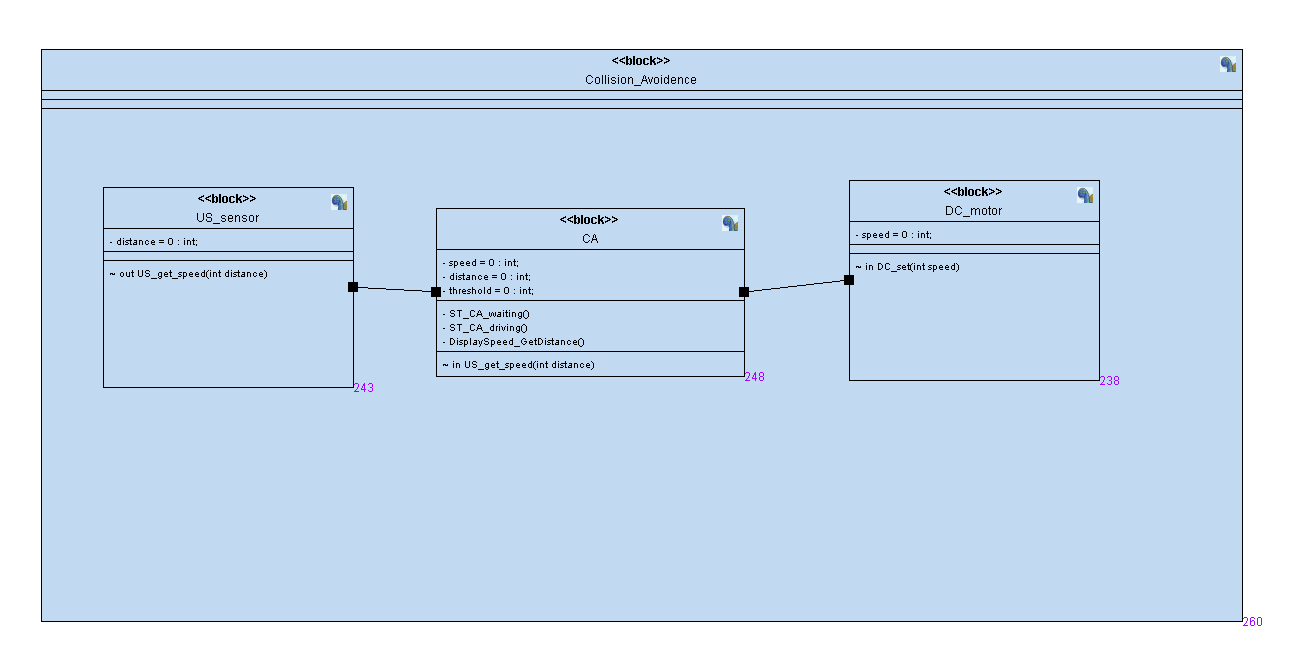 <<block>>
Collision_Avoidence
<<block>>
US_sensor
- distance = 0 : int;
~ out US_get_speed(int distance)
243
<<block>>
CA
- speed = 0 : int;
- distance = 0 : int;
- threshold = 0 : int;
- ST_CA_waiting()
- ST_CA_driving()
- DisplaySpeed_GetDistance()
~ in US_get_speed(int distance)
248
<<block>>
DC_motor
- speed = 0 : int;
~ in DC_set(int speed)
238
260